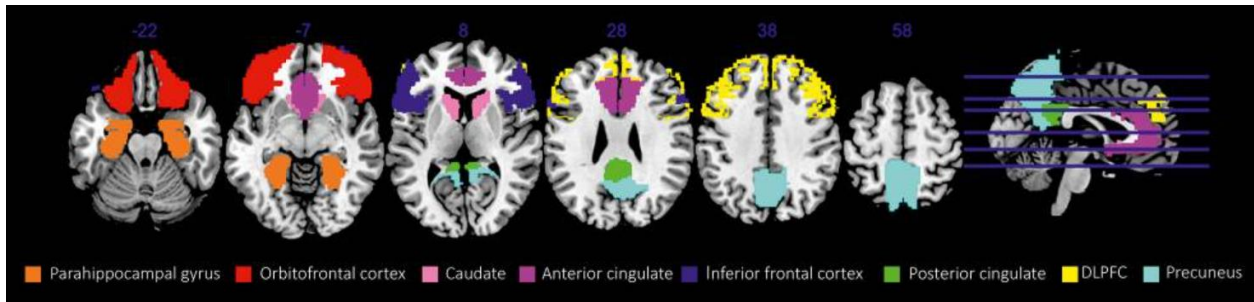 -22 -7 8 28 38 58
Parahippocampal gyrus Orbitofrontal cortex Caudate Anterior cingulate Inferior frontal cortex Posterior cingulate DLPFC Precuneus